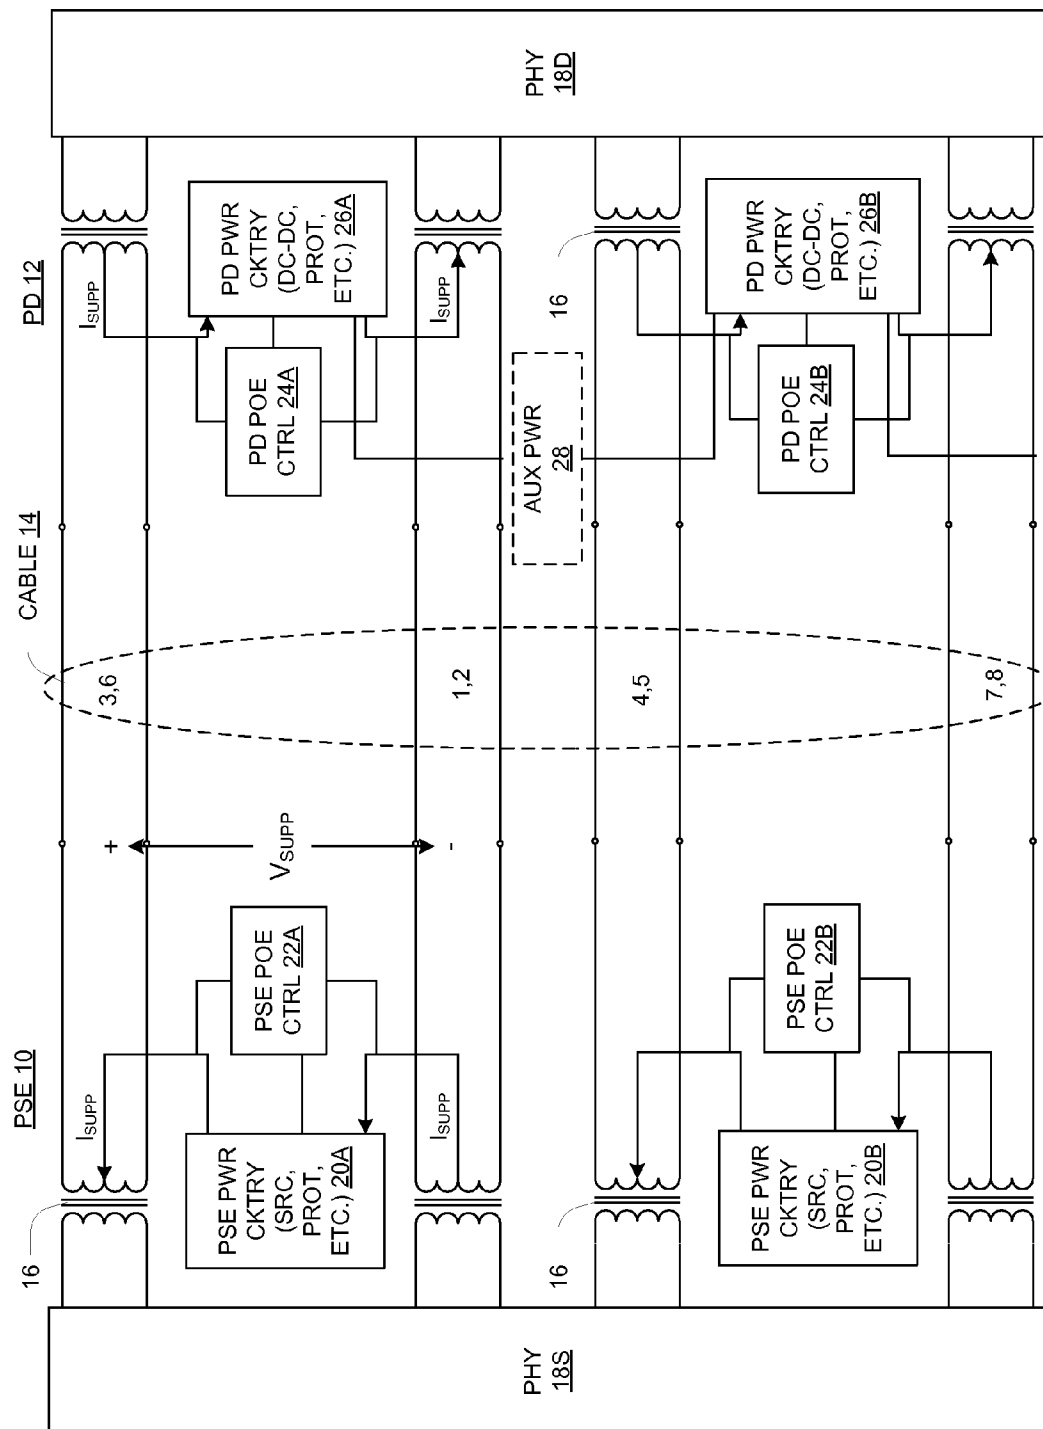 PSE 10
CABLE 14
PD 12
16
ISUPP
ISUPP
+
3,6
PHY
18S
PSE PWR
CKTRY
(SRC,
PROT,
ETC.) 20A
PSE POE
CTRL 22A
VSUPP
PD POE
CTRL 24A
PD PWR
CKTRY
(DC-DC,
PROT,
ETC.) 26A
PHY
18D
ISUPP
-
1,2
ISUPP
AUX PWR
28
16
16
4,5
PSE PWR
CKTRY
(SRC,
PROT,
ETC.) 20B
PSE POE
CTRL 22B
PD POE
CTRL 24B
PD PWR
CKTRY
(DC-DC,
PROT,
ETC.) 26B
7,8